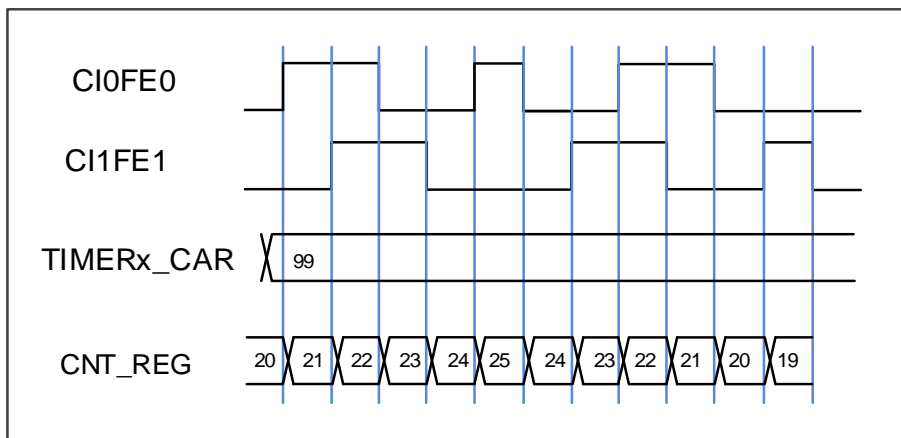 CI0FE0
CI1FE1
TIMERx_CAR 99
CNT_REG 20 21 22 23 24 25 24 23 22 21 20 19